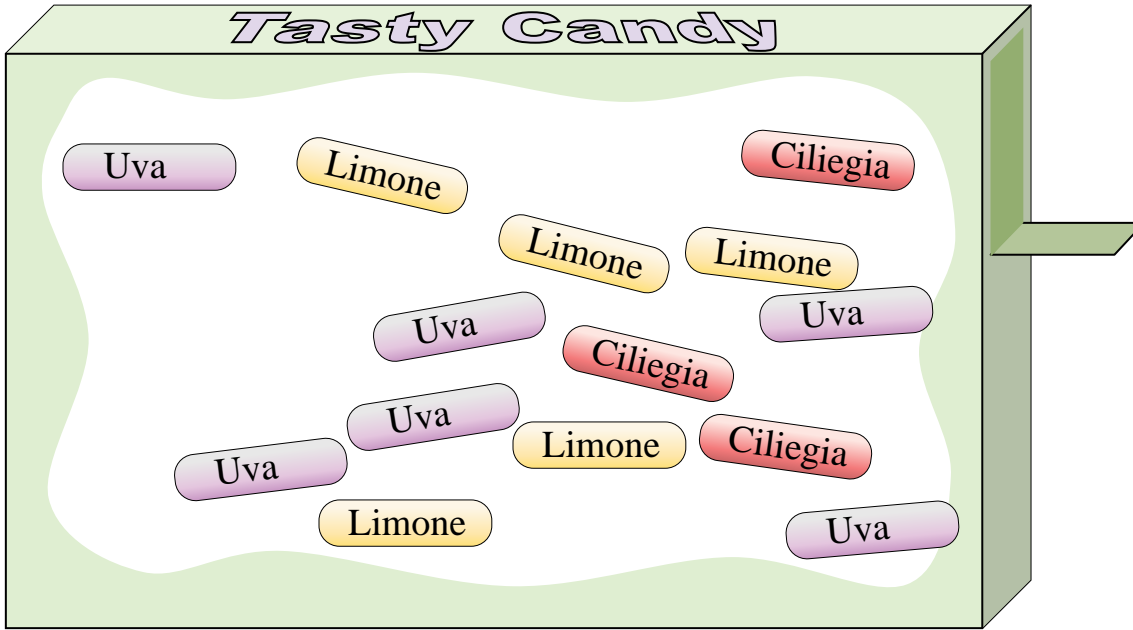 Tasty Candy
Uva
Limone
Ciliegia
Limone
Limone
Uva
Uva
Ciliegia
Uva
Limone
Ciliegia
Uva
Limone
Uva